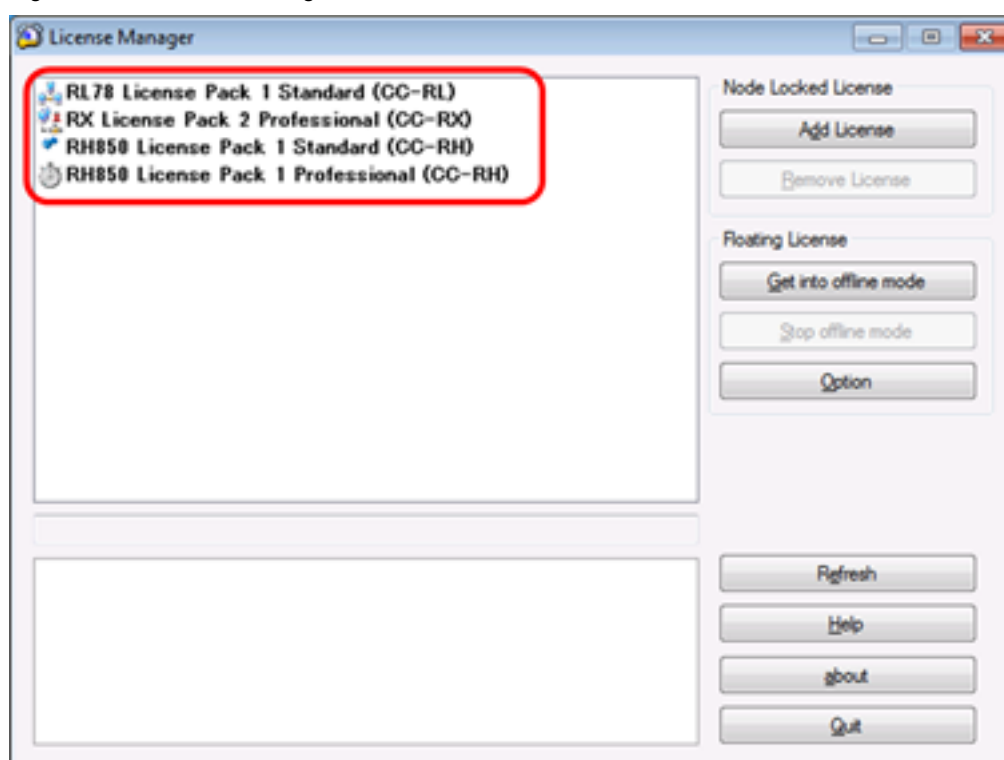 License Manager
RL78 License Pack 1 Standard (CC-RL)
RX License Pack 2 Professional (CC-RX)
RH850 License Pack 1 Standard (CC-RH)
RH850 License Pack 1 Professional (CC-RH)
Node Locked License
Add License
Remove License
Floating License
Get into offline mode
Stop offline mode
Option
Refresh
Help
about
Quit